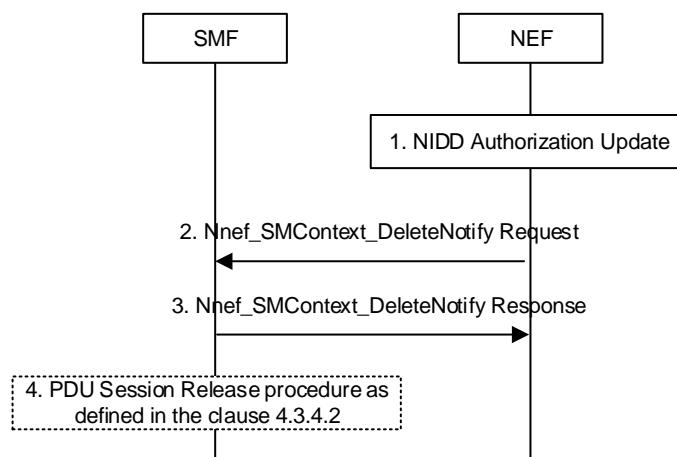 SMF
NEF
1. NIDD Authorization Update
2. Nnef_SMContext_DeleteNotify Request
3. Nnef_SMContext_DeleteNotify Response
4. PDU Session Release procedure as
defined in the clause 4.3.4.2